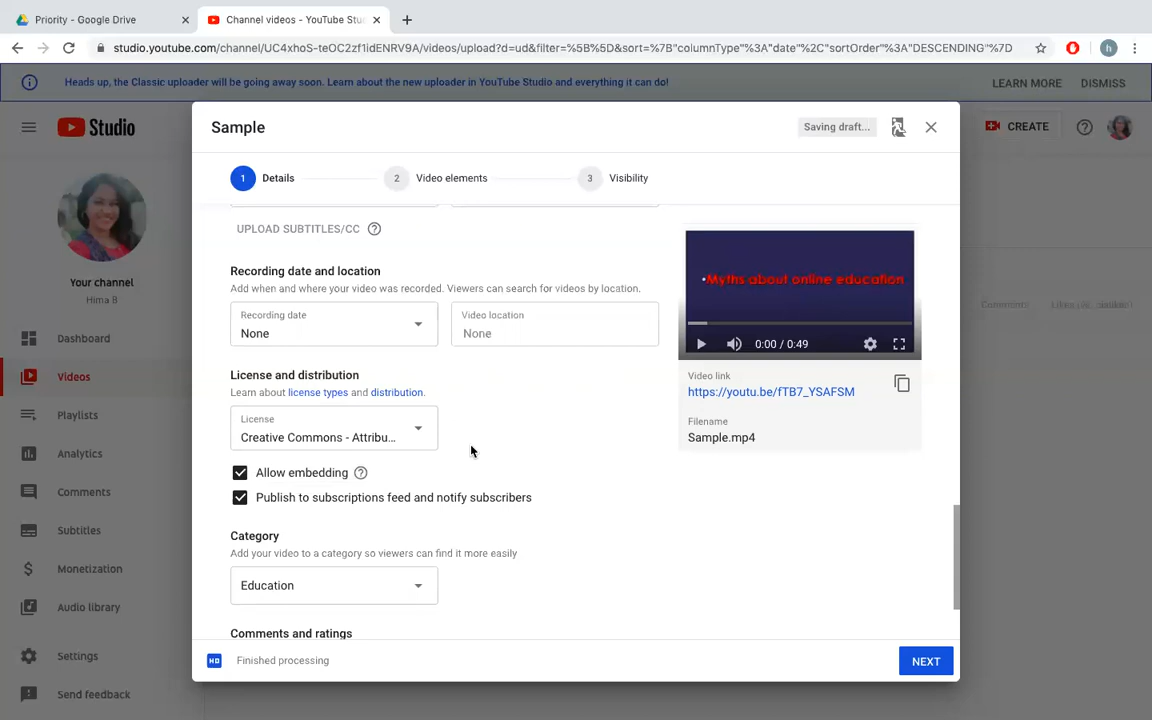 Priority - Google Drive
Channel videos - YouTube Stu
studio.youtube.com/channel/UC4xhoS-teOC2zf1idENRV9A/videos/upload?d=ud&filter=%5B%5D&sort=%7B"columnType"%3A"date"%2C"sortOrder"%3A"DESCENDING"%7D
h
Heads up, the Classic uploader will be going away soon. Learn about the new uploader in YouTube Studio and everything it can do!
LEARN MORE
DISMISS
Studio
CREATE
Your channel
Hima B
Dashboard
Videos
Playlists
Analytics
Comments
Subtitles
Monetization
Audio library
Settings
Send feedback
Comments
Sample
Saving draft...
1 Details
2 Video elements
3 Visibility
UPLOAD SUBTITLES/CC
Recording date and location
Add when and where your video was recorded. Viewers can search for videos by location.
Recording date
None
Video location
None
License and distribution
Learn about license types and distribution.
License
Creative Commons - Attribu...
Allow embedding
Publish to subscriptions feed and notify subscribers
Category
Add your video to a category so viewers can find it more easily
Education
Comments and ratings
•Myths about online education
0:00 / 0:49
Video link
https://youtu.be/fTB7_YSAFSM
Filename
Sample.mp4
HD
Finished processing
NEXT